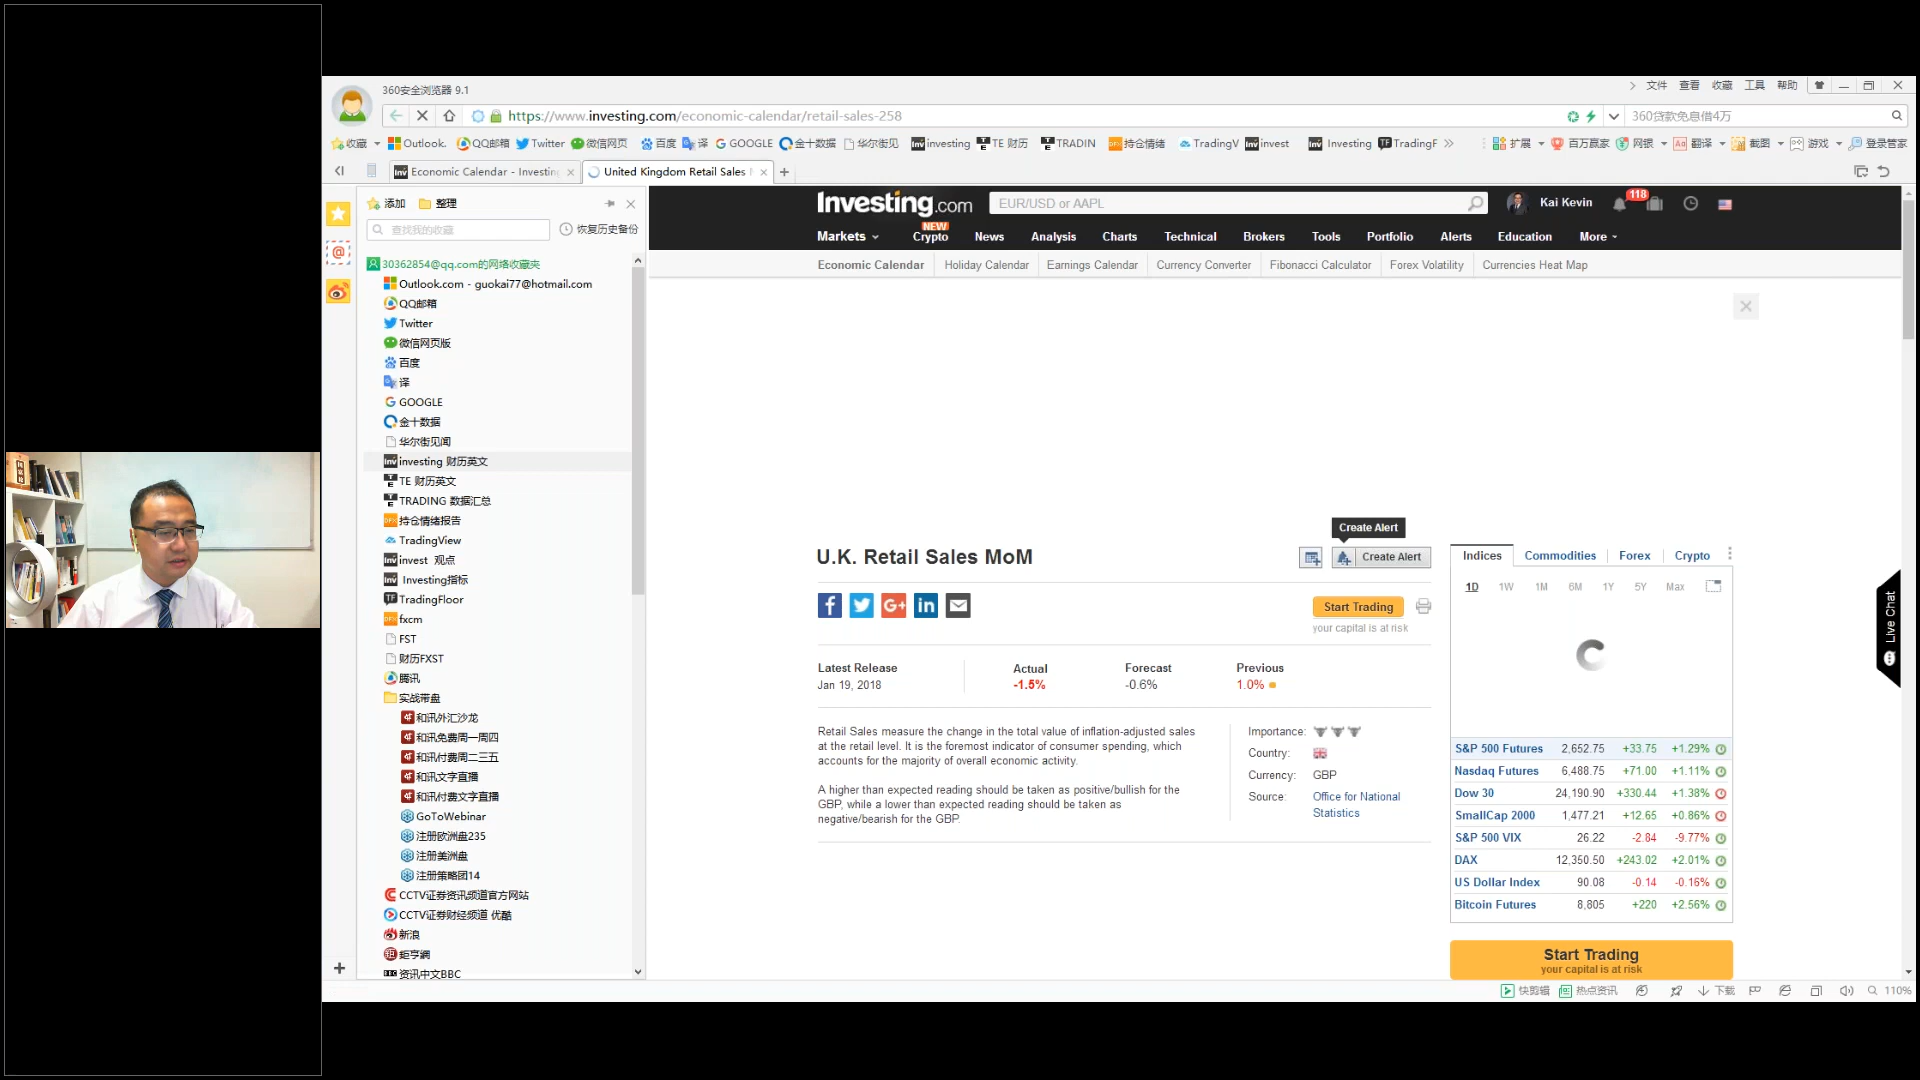 360安全浏览器 9.1
文件 查看 收藏 工具 帮助
https://www.investing.com/economic-calendar/retail-sales-258
360贷款免息借4万
收藏 Outlook. QQ邮箱 Twitter 微信网页 百度 译 GOOGLE 金十数据 华尔街见 investing TE 财历 TRADIN 持仓情绪 TradingV invest Investing TradingF 扩展 百万赢家 网银 翻译 截图 游戏 登录管家
Economic Calendar - Investin
United Kingdom Retail Sales
添加 整理
查找我的收藏
恢复历史备份
30362854@qq.com的网络收藏夹
Outlook.com - guokai77@hotmail.com
QQ邮箱
Twitter
微信网页版
百度
译
GOOGLE
金十数据
华尔街见闻
investing 财历英文
TE 财历英文
TRADING 数据汇总
持仓情绪报告
TradingView
invest 观点
Investing指标
TradingFloor
fxcm
FST
财历FXST
腾讯
实战带盘
和讯外汇沙龙
和讯免费周一周四
和讯付费周二三五
和讯文字直播
和讯付费文字直播
GoToWebinar
注册欧洲盘235
注册美洲盘
注册策略团14
CCTV证券资讯频道官方网站
CCTV证券财经频道 优酷
新浪
鉅亨網
资讯中文BBC
Investing.com
EUR/USD or AAPL
Kai Kevin
118
NEW
Markets Crypto News Analysis Charts Technical Brokers Tools Portfolio Alerts Education More
Economic Calendar Holiday Calendar Earnings Calendar Currency Converter Fibonacci Calculator Forex Volatility Currencies Heat Map
Create Alert
U.K. Retail Sales MoM
Create Alert
Start Trading
your capital is at risk
Latest Release Actual Forecast Previous
Jan 19, 2018 -1.5% -0.6% 1.0%
Retail Sales measure the change in the total value of inflation-adjusted sales
at the retail level. It is the foremost indicator of consumer spending, which
accounts for the majority of overall economic activity.
A higher than expected reading should be taken as positive/bullish for the
GBP, while a lower than expected reading should be taken as
negative/bearish for the GBP.
Importance:
Country:
Currency: GBP
Source: Office for National
Statistics
Indices Commodities Forex Crypto
1D 1W 1M 6M 1Y 5Y Max
S&P 500 Futures 2,652.75 +33.75 +1.29%
Nasdaq Futures 6,488.75 +71.00 +1.11%
Dow 30 24,190.90 +330.44 +1.38%
SmallCap 2000 1,477.21 +12.65 +0.86%
S&P 500 VIX 26.22 -2.84 -9.77%
DAX 12,350.50 +243.02 +2.01%
US Dollar Index 90.08 -0.14 -0.16%
Bitcoin Futures 8,805 +220 +2.56%
Start Trading
your capital is at risk
Live Chat
快剪辑 热点资讯 下载 110%